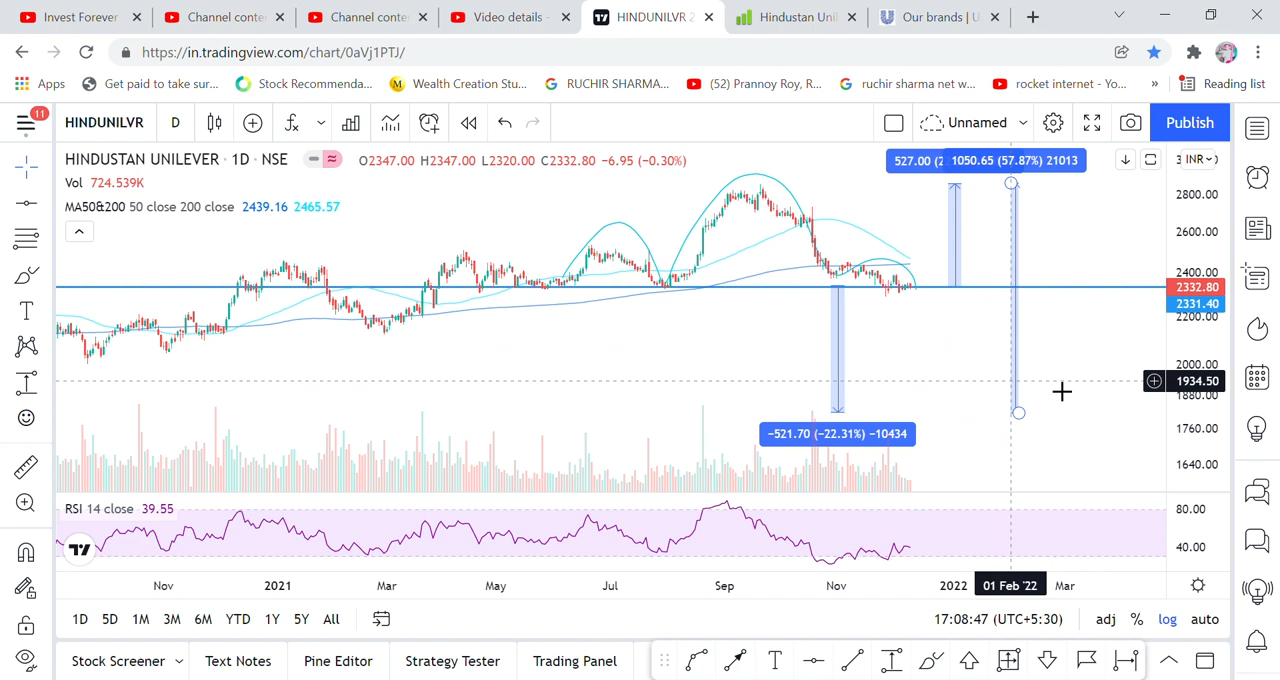 Invest Forever
Channel conte
Channel conte
Video details -
HINDUNILVR 2
Hindustan Unil
Our brands | U
https://in.tradingview.com/chart/0aVj1PTJ/
Apps
Get paid to take sur...
Stock Recommenda...
Wealth Creation Stu...
RUCHIR SHARMA...
(52) Prannoy Roy, R...
ruchir sharma net w...
rocket internet - Yo...
»
Reading list
11
HINDUNILVR
D
Unnamed
Publish
HINDUSTAN UNILEVER · 1D · NSE
O2347.00 H2347.00 L2320.00 C2332.80 −6.95 (−0.30%)
527.00 (2
1050.65 (57.87%) 21013
INR
Vol 724.539K
2800.00
MA50&200 50 close 200 close 2439.16 2465.57
2600.00
2400.00
2332.80
2331.40
2200.00
2000.00
1934.50
1880.00
1760.00
−521.70 (−22.31%) −10434
1640.00
RSI 14 close 39.55
80.00
40.00
Nov
2021
Mar
May
Jul
Sep
Nov
2022
01 Feb '22
Mar
1D 5D 1M 3M 6M YTD 1Y 5Y All
17:08:47 (UTC+5:30)
adj % log auto
Stock Screener
Text Notes
Pine Editor
Strategy Tester
Trading Panel